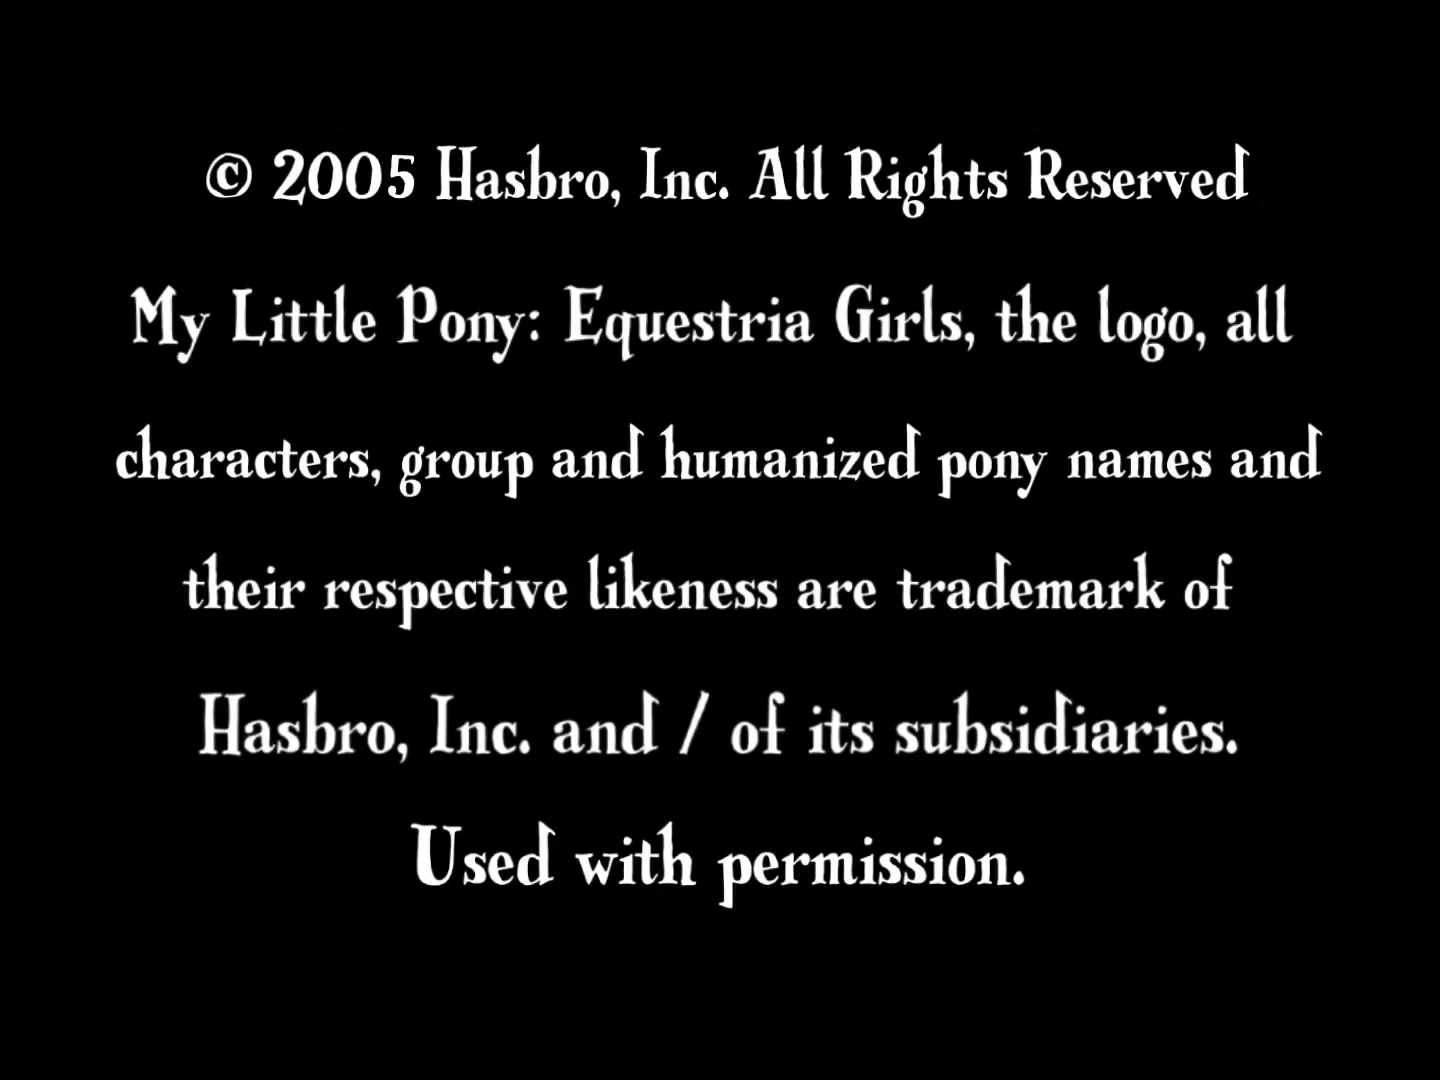 © 2005 Hasbro, Inc. All Rights Reserved
My Little Pony: Equestria Girls, the logo, all
characters, group and humanized pony names and
their respective likeness are trademark of
Hasbro, Inc. and / of its subsidiaries.
Used with permission.